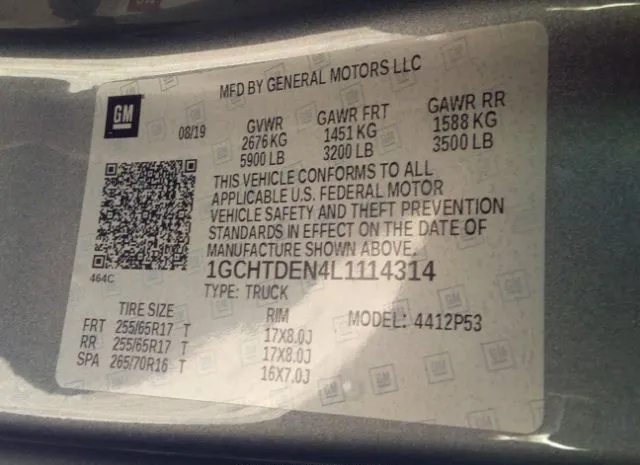 MFD BY GENERAL MOTORS LLC
GM
08/19 GVWR GAWR FRT GAWR RR
2676 KG 1451 KG 1588 KG
5900 LB 3200 LB 3500 LB
THIS VEHICLE CONFORMS TO ALL
APPLICABLE U.S. FEDERAL MOTOR
VEHICLE SAFETY AND THEFT PREVENTION
STANDARDS IN EFFECT ON THE DATE OF
MANUFACTURE SHOWN ABOVE.
464C
1GCHTDEN4L1114314
TYPE: TRUCK
TIRE SIZE RIM MODEL: 4412P53
FRT 255/65R17 T 17X8.0J
RR 255/65R17 T 17X8.0J
SPA 265/70R16 T 16X7.0J